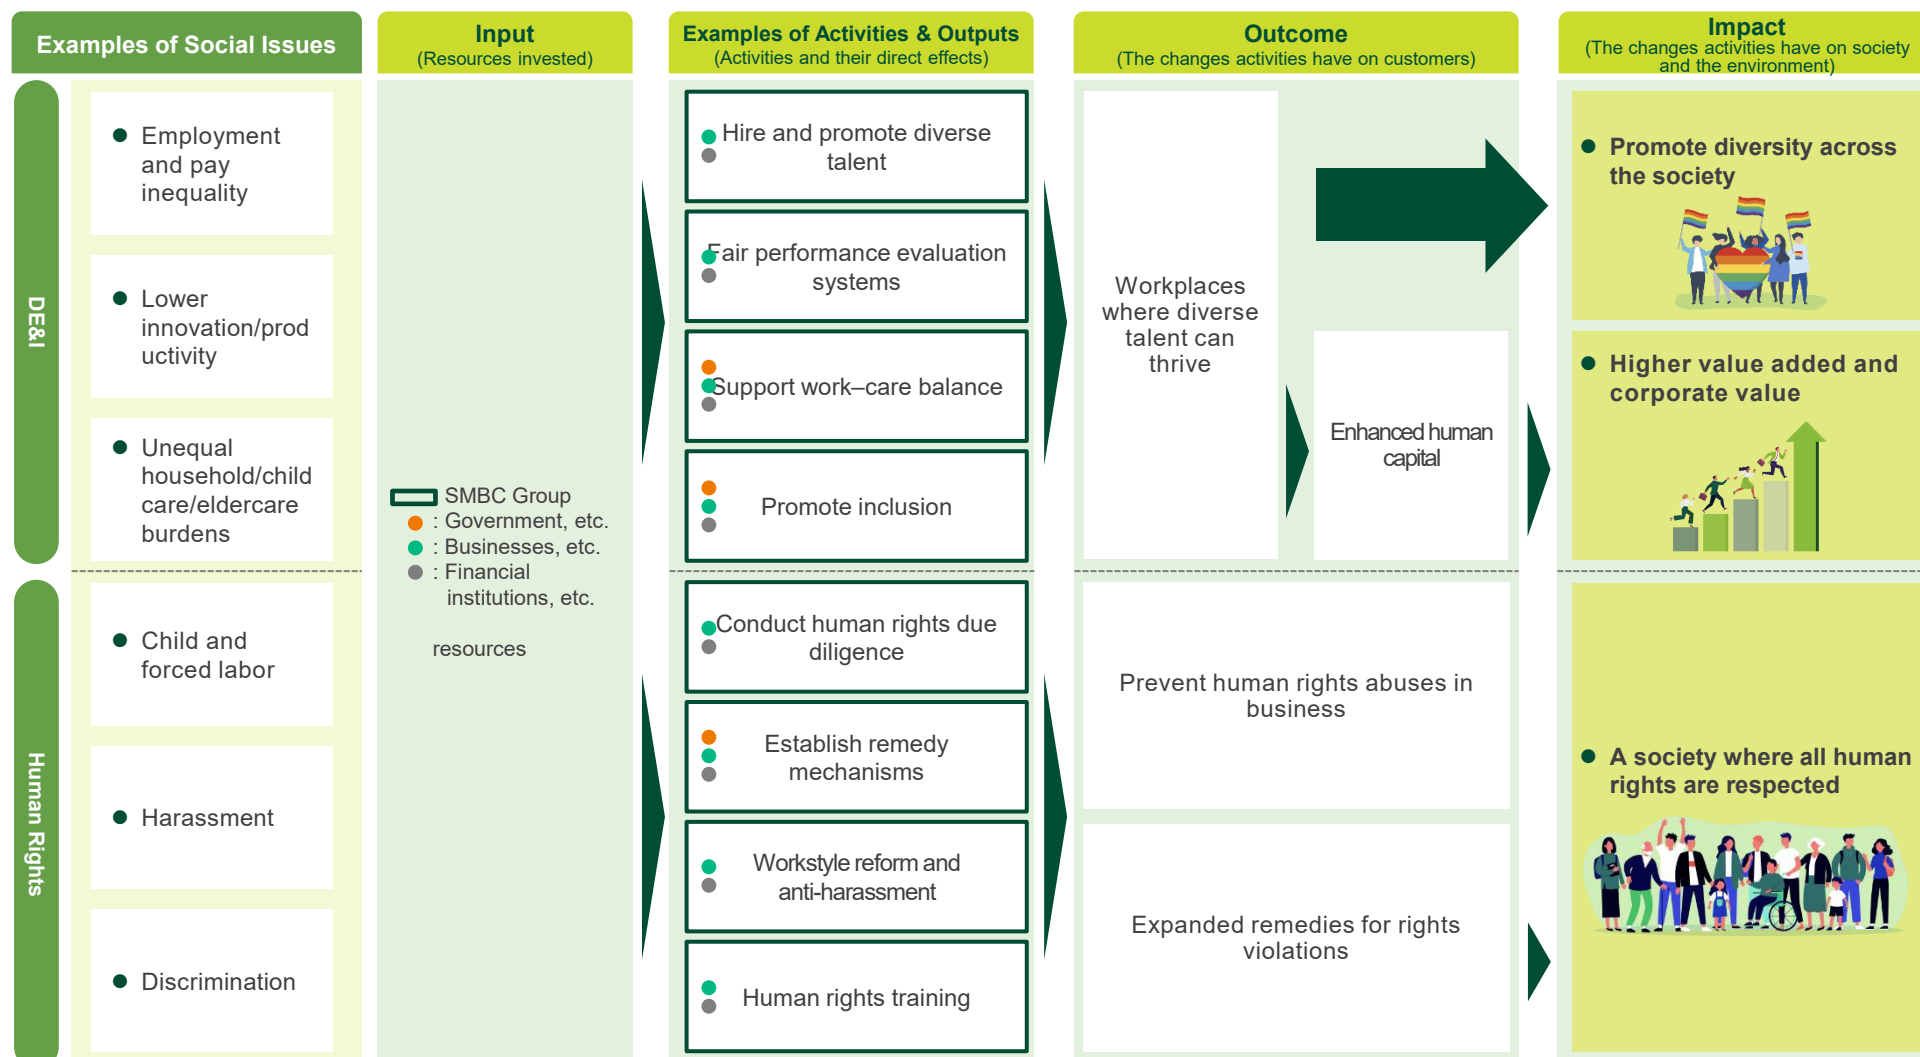 Examples of Social Issues
Input
(Resources invested)
Examples of Activities & Outputs
(Activities and their direct effects)
Outcome
(The changes activities have on customers)
Impact
(The changes activities have on society
and the environment)
DE&I
Employment
and pay
inequality
Lower
innovation/prod
uctivity
Unequal
household/child
care/eldercare
burdens
Human Rights
Child and
forced labor
Harassment
Discrimination
SMBC Group
: Government, etc.
: Businesses, etc.
: Financial
institutions, etc.
resources
Hire and promote diverse
talent
Fair performance evaluation
systems
Support work–care balance
Promote inclusion
Conduct human rights due
diligence
Establish remedy
mechanisms
Workstyle reform and
anti-harassment
Human rights training
Workplaces
where diverse
talent can
thrive
Enhanced human
capital
Prevent human rights abuses in
business
Expanded remedies for rights
violations
Promote diversity across
the society
Higher value added and
corporate value
A society where all human
rights are respected